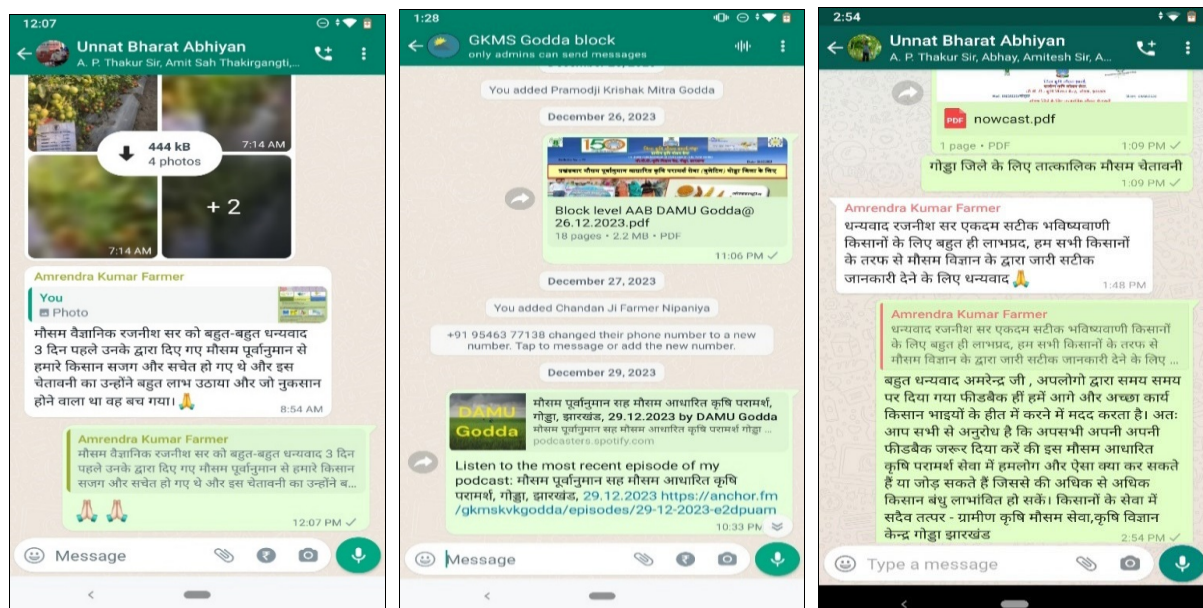 12:07
Unnat Bharat Abhiyan
A. P. Thakur Sir, Amit Sah Thakirgangti,...
444 kB
4 photos
7:14 AM
+ 2
7:14 AM
Amrendra Kumar Farmer
You
Photo
मौसम वैज्ञानिक रजनीश सर को बहुत-बहुत धन्यवाद
3 दिन पहले उनके द्वारा दिए गए मौसम पूर्वानुमान से
हमारे किसान सजग और सचेत हो गए थे और इस
चेतावनी का उन्होंने बहुत लाभ उठाया और जो नुकसान
होने वाला था वह बच गया।🙏
8:54 AM
Amrendra Kumar Farmer
मौसम वैज्ञानिक रजनीश सर को बहुत-बहुत धन्यवाद 3 दिन
पहले उनके द्वारा दिए गए मौसम पूर्वानुमान से हमारे किसान
सजग और सचेत हो गए थे और इस चेतावनी का उन्होंने ब...
🙏 🙏
12:07 PM
Message
1:28
GKMS Godda block
only admins can send messages
You added Pramodji Krishak Mitra Godda
December 26, 2023
150
Block level AAB DAMU Godda@
26.12.2023.pdf
18 pages • 2.2 MB • PDF
11:06 PM
December 27, 2023
You added Chandan Ji Farmer Nipaniya
+91 95463 77138 changed their phone number to a new
number. Tap to message or add the new number.
December 29, 2023
DAMU
Godda
मौसम पूर्वानुमान सह मौसम आधारित कृषि परामर्श,
गोड्डा, झारखंड, 29.12.2023 by DAMU Godda
मौसम पूर्वानुमान सह मौसम आधारित कृषि परामर्श गोड्डा ...
podcasters.spotify.com
Listen to the most recent episode of my
podcast: मौसम पूर्वानुमान सह मौसम आधारित कृषि
परामर्श, गोड्डा, झारखंड, 29.12.2023 https://anchor.fm
/gkmskvkgodda/episodes/29-12-2023-e2dpuam
10:33 PM
Message
2:54
Unnat Bharat Abhiyan
A. P. Thakur Sir, Abhay, Amitesh Sir, A...
PDF
nowcast.pdf
1 page • PDF
1:09 PM
गोड्डा जिले के लिए तात्कालिक मौसम चेतावनी
1:09 PM
Amrendra Kumar Farmer
धन्यवाद रजनीश सर एकदम सटीक भविष्यवाणी
किसानों के लिए बहुत ही लाभप्रद, हम सभी किसानों
के तरफ से मौसम विज्ञान के द्वारा जारी सटीक
जानकारी देने के लिए धन्यवाद 🙏
1:48 PM
Amrendra Kumar Farmer
धन्यवाद रजनीश सर एकदम सटीक भविष्यवाणी किसानों
के लिए बहुत ही लाभप्रद, हम सभी किसानों के तरफ से
मौसम विज्ञान के द्वारा जारी सटीक जानकारी देने के लिए ...
बहुत धन्यवाद अमरेन्द्र जी , अपलोगो द्वारा समय समय
पर दिया गया फीडबैक हीं हमें आगे और अच्छा कार्य
किसान भाइयों के हीत में करने में मदद करता है। अतः
आप सभी से अनुरोध है कि अपसभी अपनी अपनी
फीडबैक जरूर दिया करें की इस मौसम आधारित
कृषि परामर्श सेवा में हमलोग और ऐसा क्या कर सकते
हैं या जोड़ सकते हैं जिससे की अधिक से अधिक
किसान बंधु लाभांवित हो सकें। किसानों के सेवा में
सदैव तत्पर - ग्रामीण कृषि मौसम सेवा,कृषि विज्ञान
केन्द्र गोड्डा झारखंड
2:54 PM
Type a message